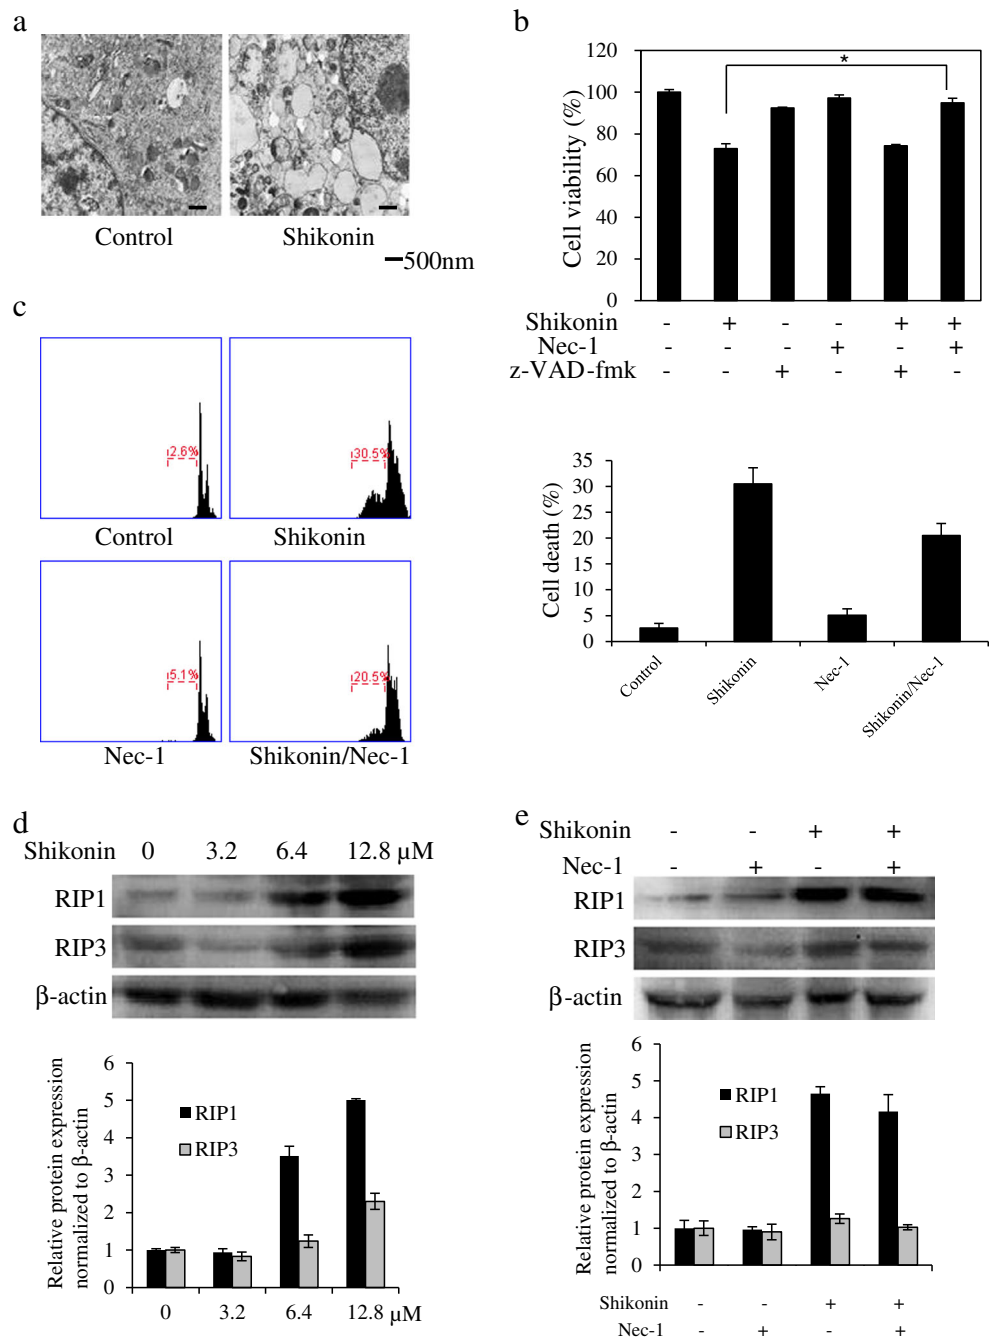 a
Control
Shikonin
500nm
b
Cell viability (%)
120
100
80
60
40
20
0
*
Shikonin - + - - + +
Nec-1 - - - + - +
z-VAD-fmk - - + - + -
c
2.6%
30.5%
Control
Shikonin
5.1%
20.5%
Nec-1
Shikonin/Nec-1
Cell death (%)
35
30
25
20
15
10
5
0
Control
Shikonin
Nec-1
Shikonin/Nec-1
d
Shikonin 0 3.2 6.4 12.8 µM
RIP1
RIP3
β-actin
Relative protein expression
normalized to β-actin
6
5
4
3
2
1
0
RIP1
RIP3
0 3.2 6.4 12.8 µM
e
Shikonin - - + +
Nec-1 - + - +
RIP1
RIP3
β-actin
Relative protein expression
normalized to β-actin
6
5
4
3
2
1
0
RIP1
RIP3
Shikonin - - + +
Nec-1 - + - +